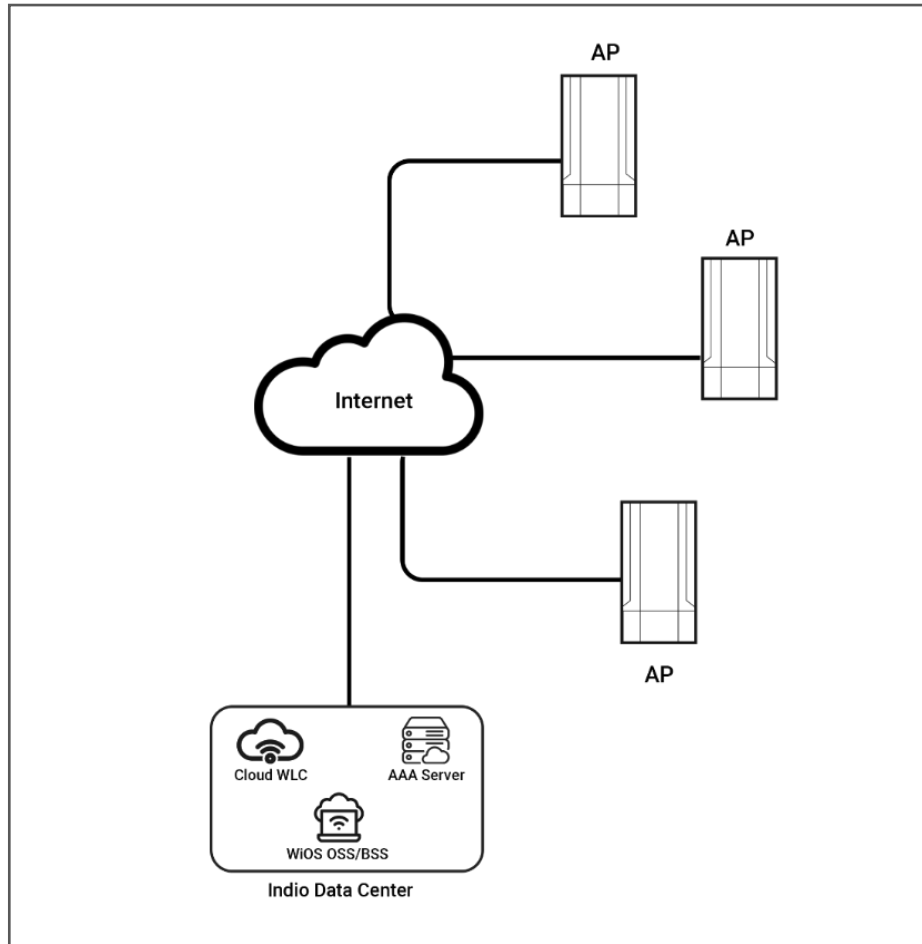 AP
AP
Internet
AP
Cloud WLC
AAA Server
WiOS OSS/BSS
Indio Data Center